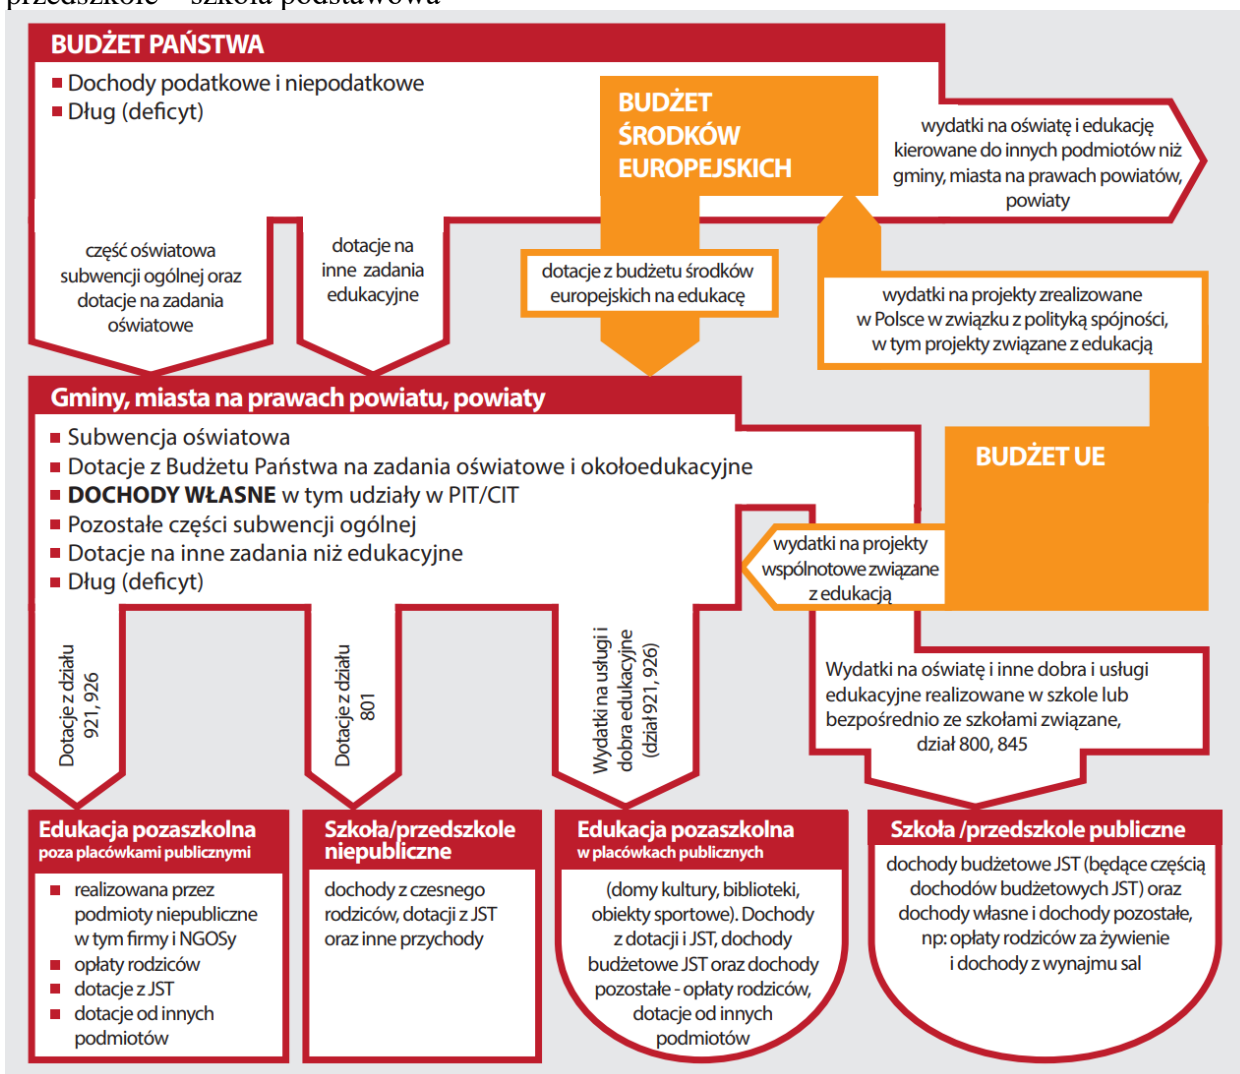 przedszkole – szkoła podstawowa
BUDŻET PAŃSTWA
Dochody podatkowe i niepodatkowe
Dług (deficyt)
BUDŻET
ŚRODKÓW
EUROPEJSKICH
wydatki na oświatę i edukację
kierowane do innych podmiotów niż
gminy, miasta na prawach powiatów,
powiaty
część oświatowa
subwencji ogólnej oraz
dotacje na zadania
oświatowe
dotacje na
inne zadania
edukacyjne
dotacje z budżetu środków
europejskich na edukacę
wydatki na projekty zrealizowane
w Polsce w związku z polityką spójności,
w tym projekty związane z edukacją
Gminy, miasta na prawach powiatu, powiaty
Subwencja oświatowa
Dotacje z Budżetu Państwa na zadania oświatowe i okołoedukacyjne
DOCHODY WŁASNE w tym udziały w PIT/CIT
Pozostałe części subwencji ogólnej
Dotacje na inne zadania niż edukacyjne
Dług (deficyt)
BUDŻET UE
wydatki na projekty
wspólnotowe związane
z edukacją
Dotacje z działu
921, 926
Dotacje z działu
801
Wydatki na usługi i
dobra edukacyjne
(dział 921, 926)
Wydatki na oświatę i inne dobra i usługi
edukacyjne realizowane w szkole lub
bezpośrednio ze szkołami związane,
dział 800, 845
Edukacja pozaszkolna
poza placówkami publicznymi
realizowana przez
podmioty niepubliczne
w tym firmy i NGOSy
opłaty rodziców
dotacje z JST
dotacje od innych
podmiotów
Szkoła/przedszkole
niepubliczne
dochody z czesnego
rodziców, dotacji z JST
oraz inne przychody
Edukacja pozaszkolna
w placówkach publicznych
(domy kultury, biblioteki,
obiekty sportowe). Dochody
z dotacji i JST, dochody
budżetowe JST oraz dochody
pozostałe - opłaty rodziców,
dotacje od innych
podmiotów
Szkoła /przedszkole publiczne
dochody budżetowe JST (będące częścią
dochodów budżetowych JST) oraz
dochody własne i dochody pozostałe,
np: opłaty rodziców za żywienie
i dochody z wynajmu sal